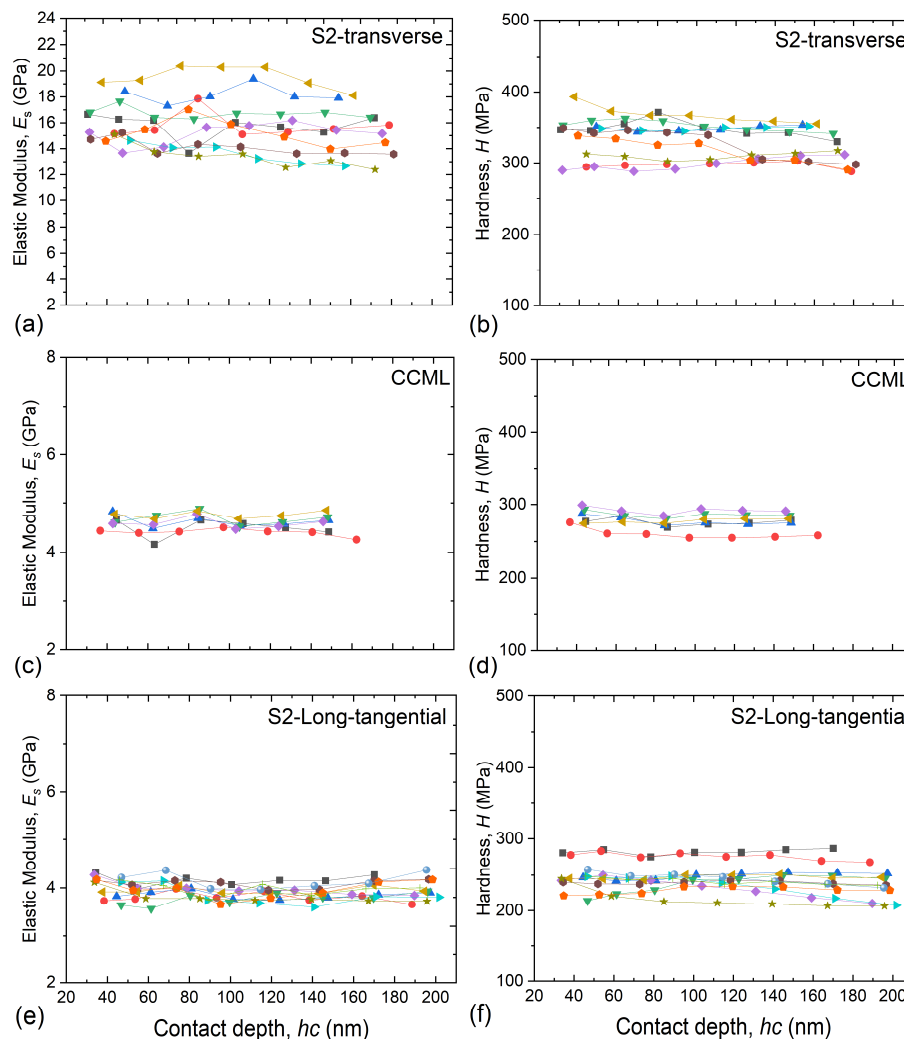 S2-transverse
Elastic Modulus, Es (GPa)
24
22
20
18
16
14
12
10
8
6
4
2
(a)
S2-transverse
Hardness, H (MPa)
500
400
300
200
100
(b)
CCML
Elastic Modulus, Es (GPa)
8
6
4
2
(c)
CCML
Hardness, H (MPa)
500
400
300
200
100
(d)
S2-Long-tangential
Elastic Modulus, Es (GPa)
8
6
4
2
20 40 60 80 100 120 140 160 180 200
(e)
Contact depth, hc (nm)
S2-Long-tangential
Hardness, H (MPa)
500
400
300
200
100
20 40 60 80 100 120 140 160 180 200
(f)
Contact depth, hc (nm)